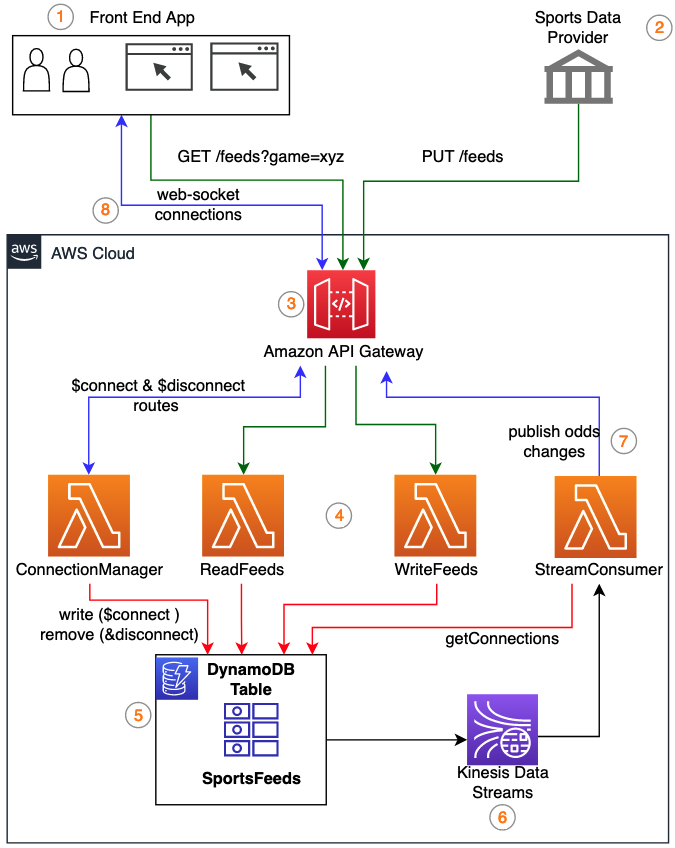 1
Front End App
Sports Data
Provider
2
GET /feeds?game=xyz
PUT /feeds
8
web-socket
connections
aws
AWS Cloud
3
</>
Amazon API Gateway
$connect & $disconnect
routes
publish odds
changes
7
4
ConnectionManager
ReadFeeds
WriteFeeds
StreamConsumer
write ($connect )
remove (&disconnect)
getConnections
DynamoDB
Table
5
SportsFeeds
Kinesis Data
Streams
6